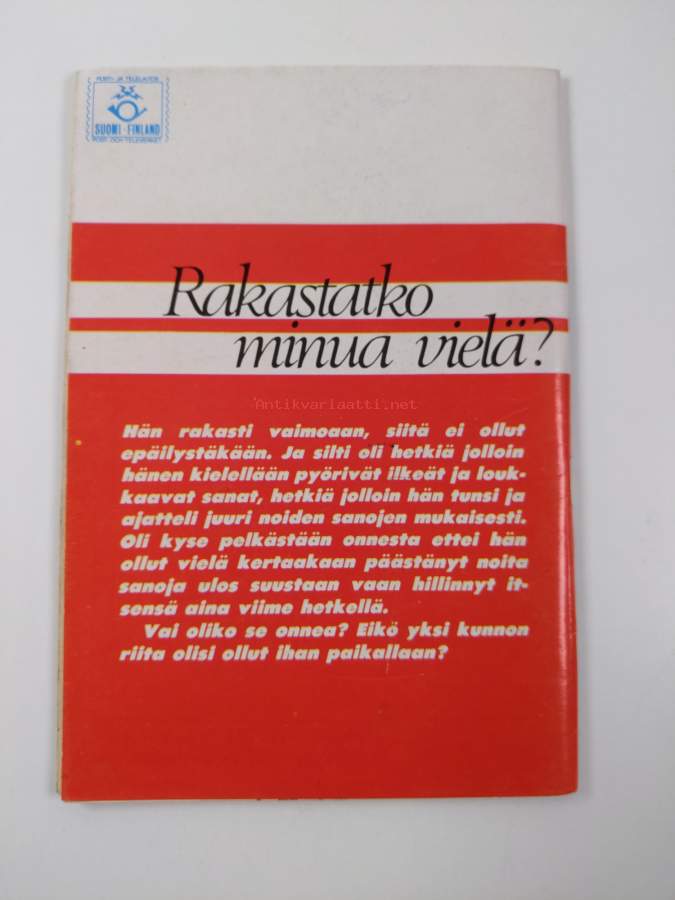 POSTI- JA TELELAITOS
SUOMI-FINLAND
POST- OCH TELEVERKET
Rakastatko
minua vielä?
Antikvariaatti.net
Hän rakasti vaimoaan, siitä ei ollut
epäilystäkään. Ja silti oli hetkiä jolloin
hänen kielellään pyörivät ilkeät ja louk-
kaavat sanat, hetkiä jolloin hän tunsi ja
ajatteli juuri noiden sanojen mukaisesti.
Oli kyse pelkästään onnesta ettei hän
ollut vielä kertaakaan päästänyt noita
sanoja ulos suustaan vaan hillinnyt it-
sensä aina viime hetkellä.
Vai oliko se onnea? Eikö yksi kunnon
riita olisi ollut ihan paikallaan?